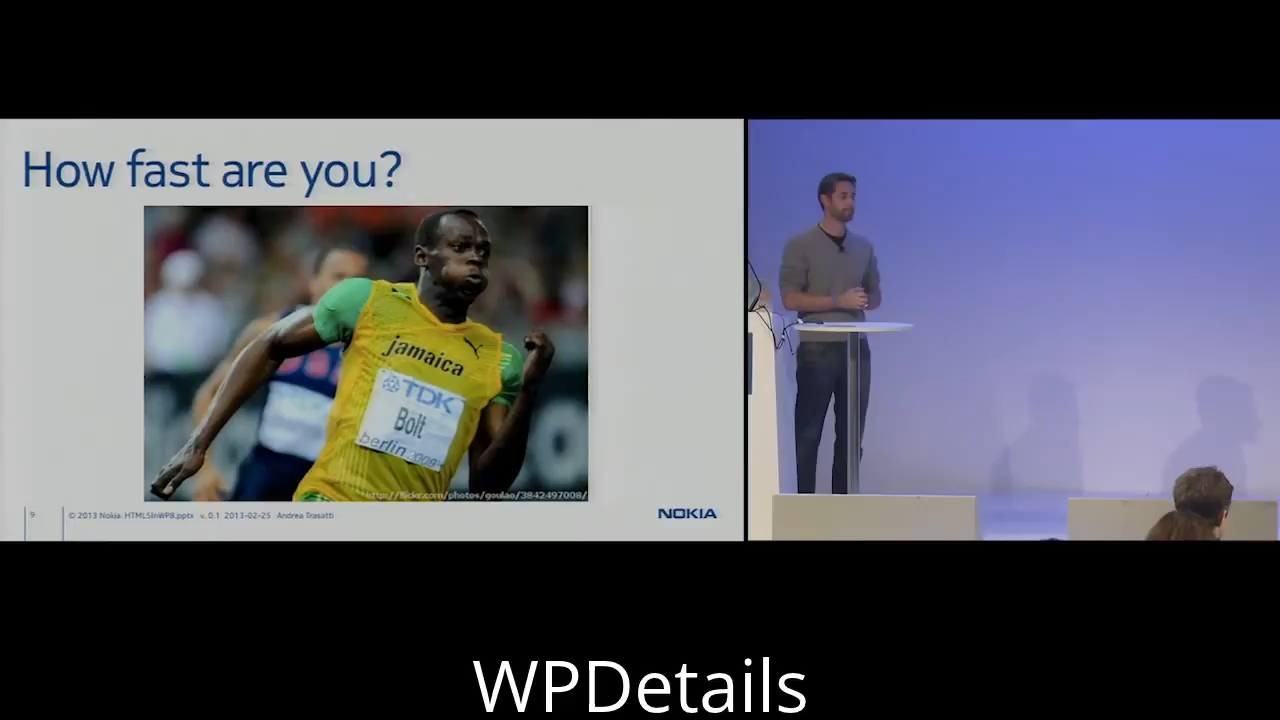 How fast are you?
jamaica
TDK
Bolt
berlin 2009
http://flickr.com/photos/goulao/3842497008/
9
© 2013 Nokia HTML5InWP8.pptx v. 0.1 2013-02-25 Andrea Trasatti
NOKIA
WPDetails